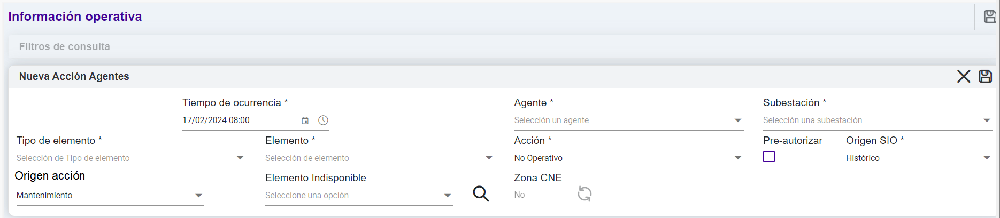 Información operativa
Filtros de consulta
Nueva Acción Agentes
Tiempo de ocurrencia * Agente * Subestación *
17/02/2024 08:00 Selección un agente Selección una subestación
Tipo de elemento * Elemento * Acción * Pre-autorizar Origen SIO *
Selección de Tipo de elemento Selección de elemento No Operativo Histórico
Origen acción Elemento Indisponible Zona CNE
Mantenimiento Seleccione una opción No